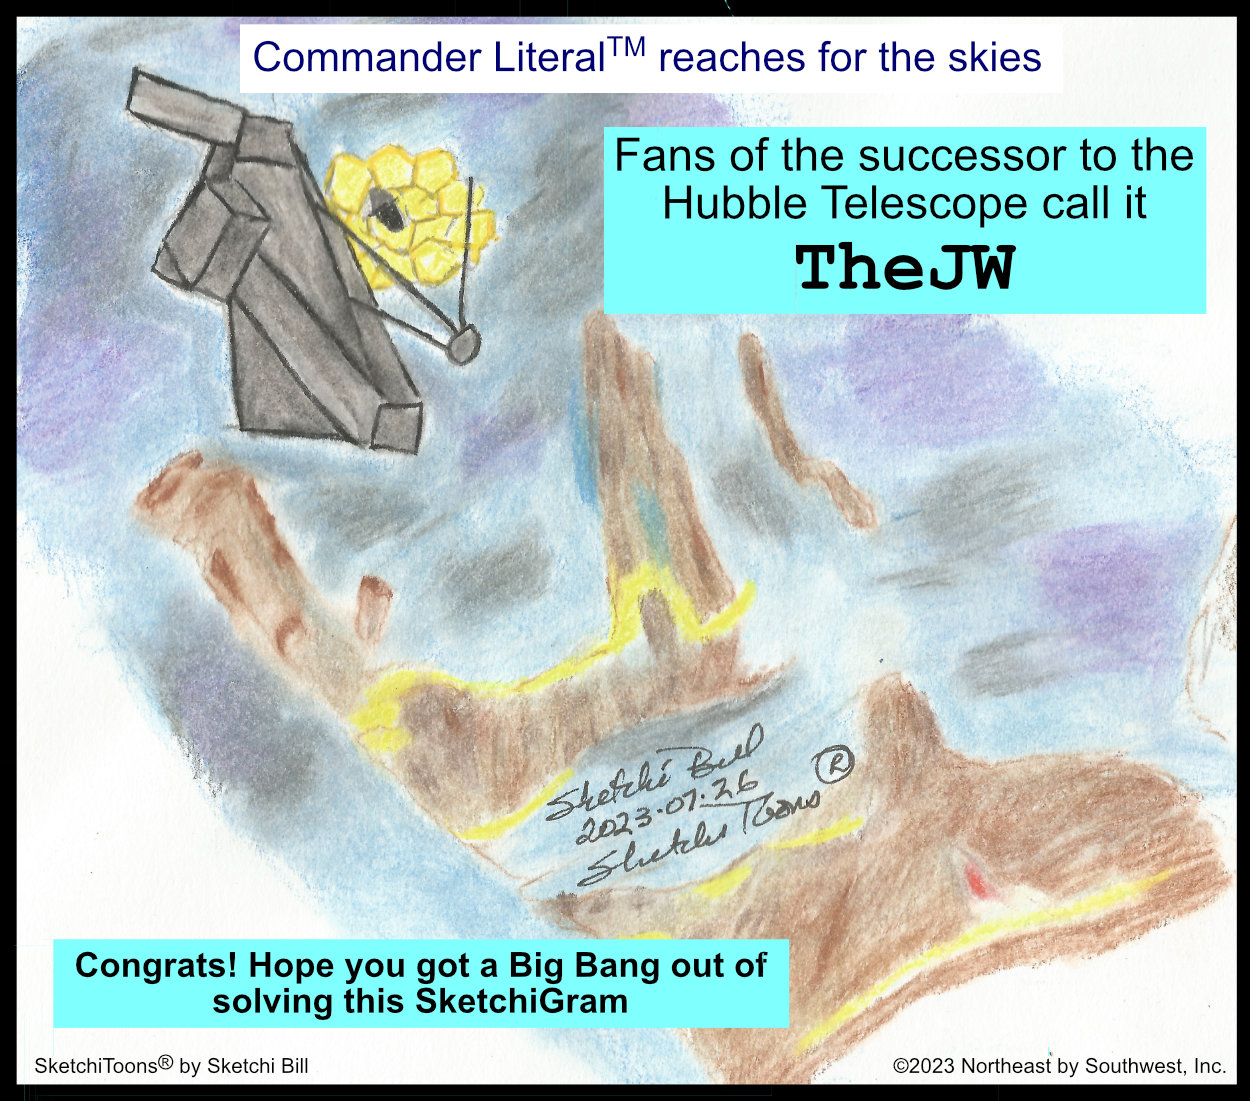 Commander Literal™ reaches for the skies
Fans of the successor to the
Hubble Telescope call it
TheJW
Sketchi Bill
2023.07.26
Sketchi Toons ®
Congrats! Hope you got a Big Bang out of
solving this SketchiGram
SketchiToons® by Sketchi Bill
©2023 Northeast by Southwest, Inc.